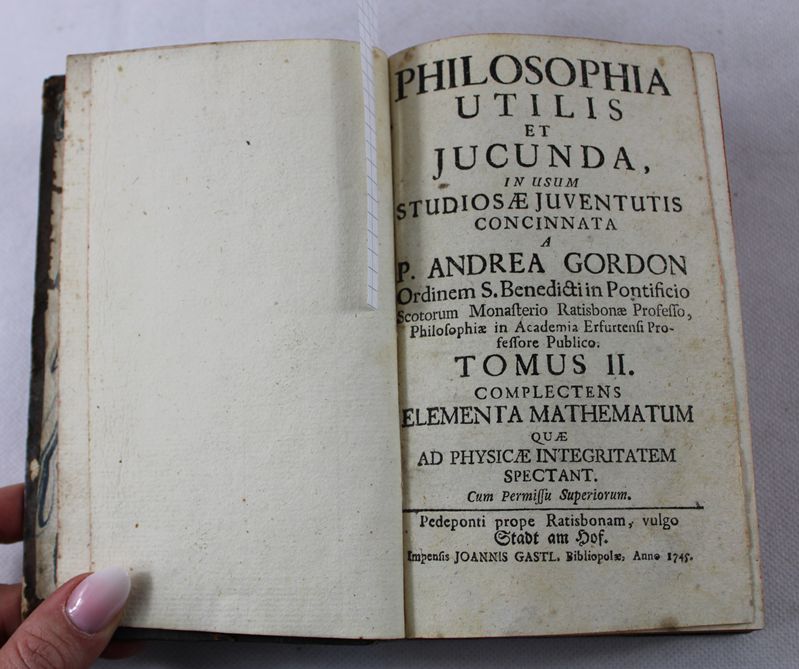 PHILOSOPHIA
UTILIS
ET
JUCUNDA,
IN USUM
STUDIOSÆ JUVENTUTIS
CONCINNATA
A
P. ANDREA GORDON
Ordinem S. Benedicti in Pontificio
Scotorum Monaſterio Ratisbonæ Profeſſo,
Philoſophiæ in Academia Erfurtenſi Pro-
feſſore Publico.
TOMUS II.
COMPLECTENS
ELEMENTA MATHEMATUM
QUÆ
AD PHYSICÆ INTEGRITATEM
SPECTANT.
Cum Permiſſu Superiorum.
Pedeponti prope Ratisbonam, vulgo
Stadt am Hof.
Impenſis JOANNIS GASTL. Bibliopolæ, Anno 1745.